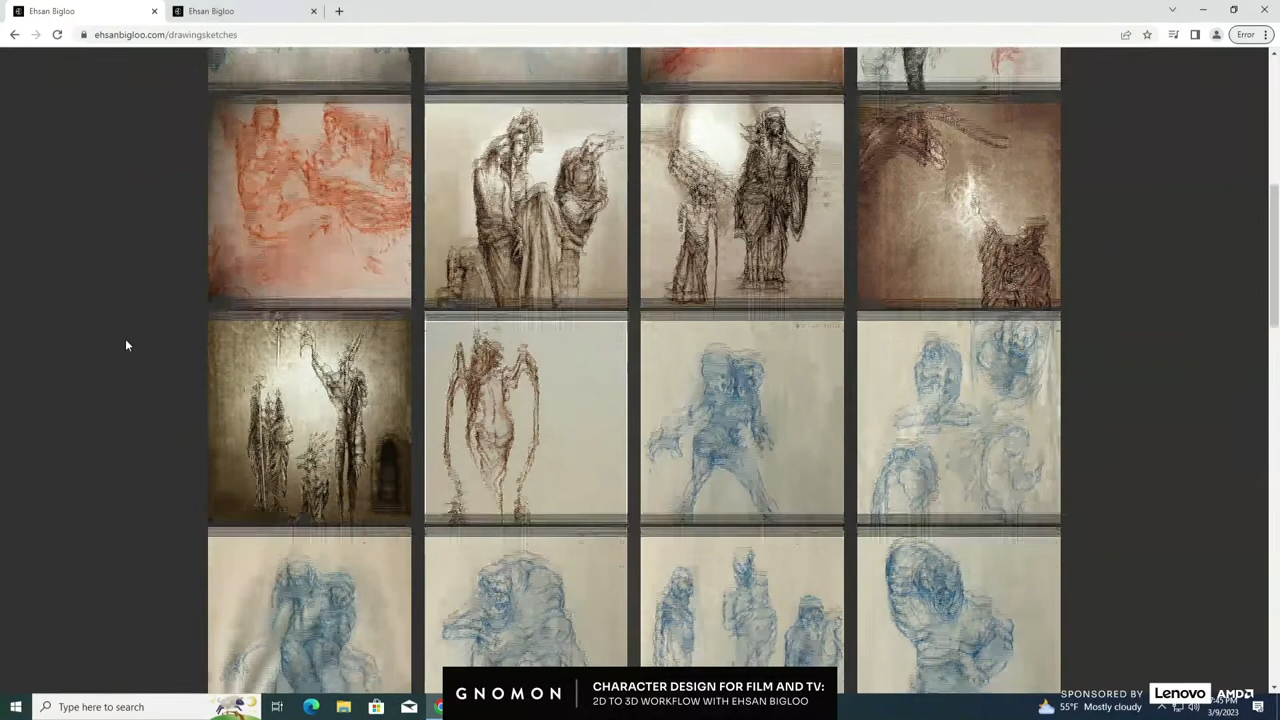 Ehsan Bigloo
Ehsan Bigloo
ehsanbigloo.com/drawingsketches
Error
GNOMON
CHARACTER DESIGN FOR FILM AND TV:
2D TO 3D WORKFLOW WITH EHSAN BIGLOO
SPONSORED BY Lenovo AMD
Type here to search
55°F Mostly cloudy
3/9/2023